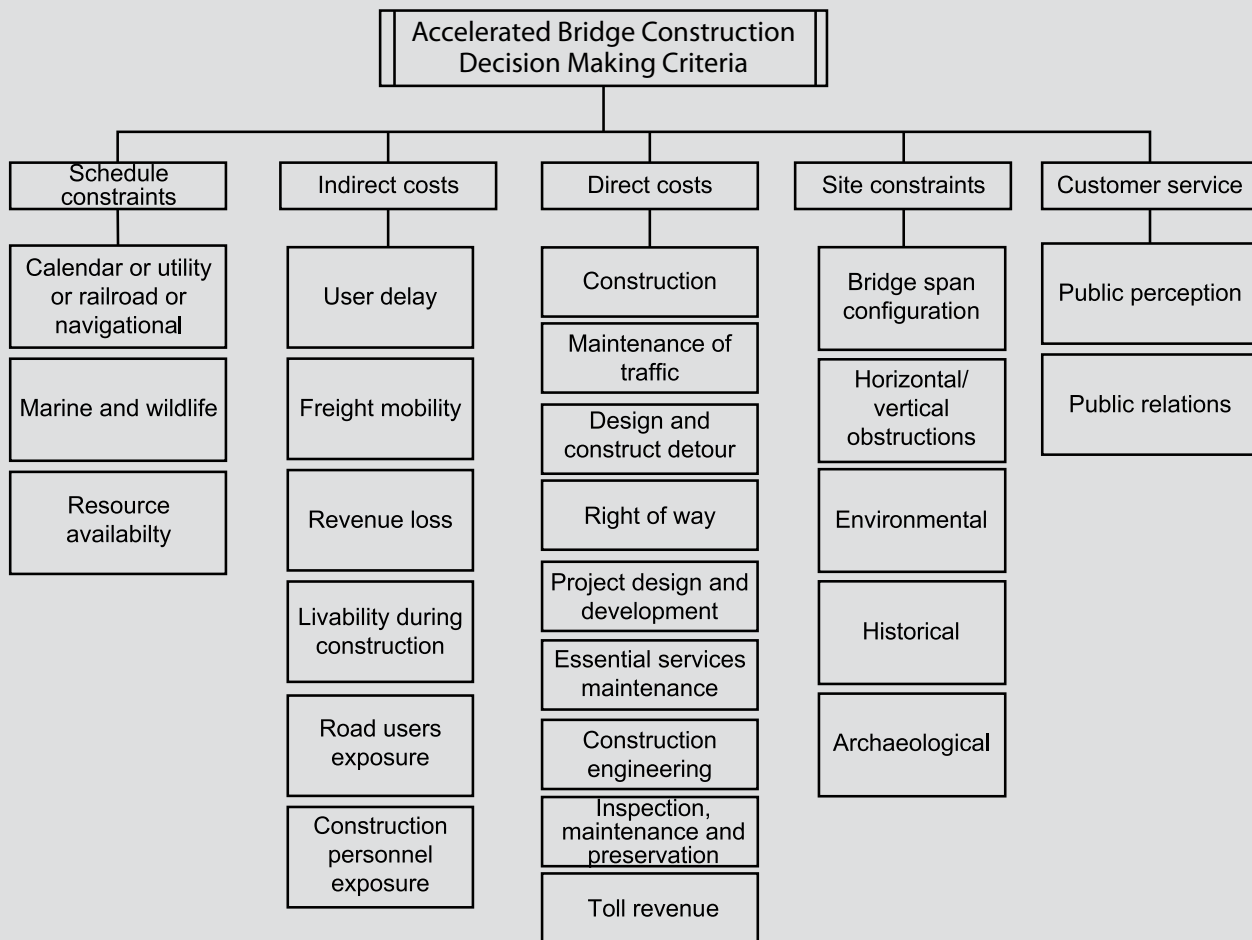 Accelerated Bridge Construction
Decision Making Criteria
Schedule
constraints
Calendar or utility
or railroad or
navigational
Marine and wildlife
Resource
availabilty
Indirect costs
User delay
Freight mobility
Revenue loss
Livability during
construction
Road users
exposure
Construction
personnel
exposure
Direct costs
Construction
Maintenance of
traffic
Design and
construct detour
Right of way
Project design and
development
Essential services
maintenance
Construction
engineering
Inspection,
maintenance and
preservation
Toll revenue
Site constraints
Bridge span
configuration
Horizontal/
vertical
obstructions
Environmental
Historical
Archaeological
Customer service
Public perception
Public relations